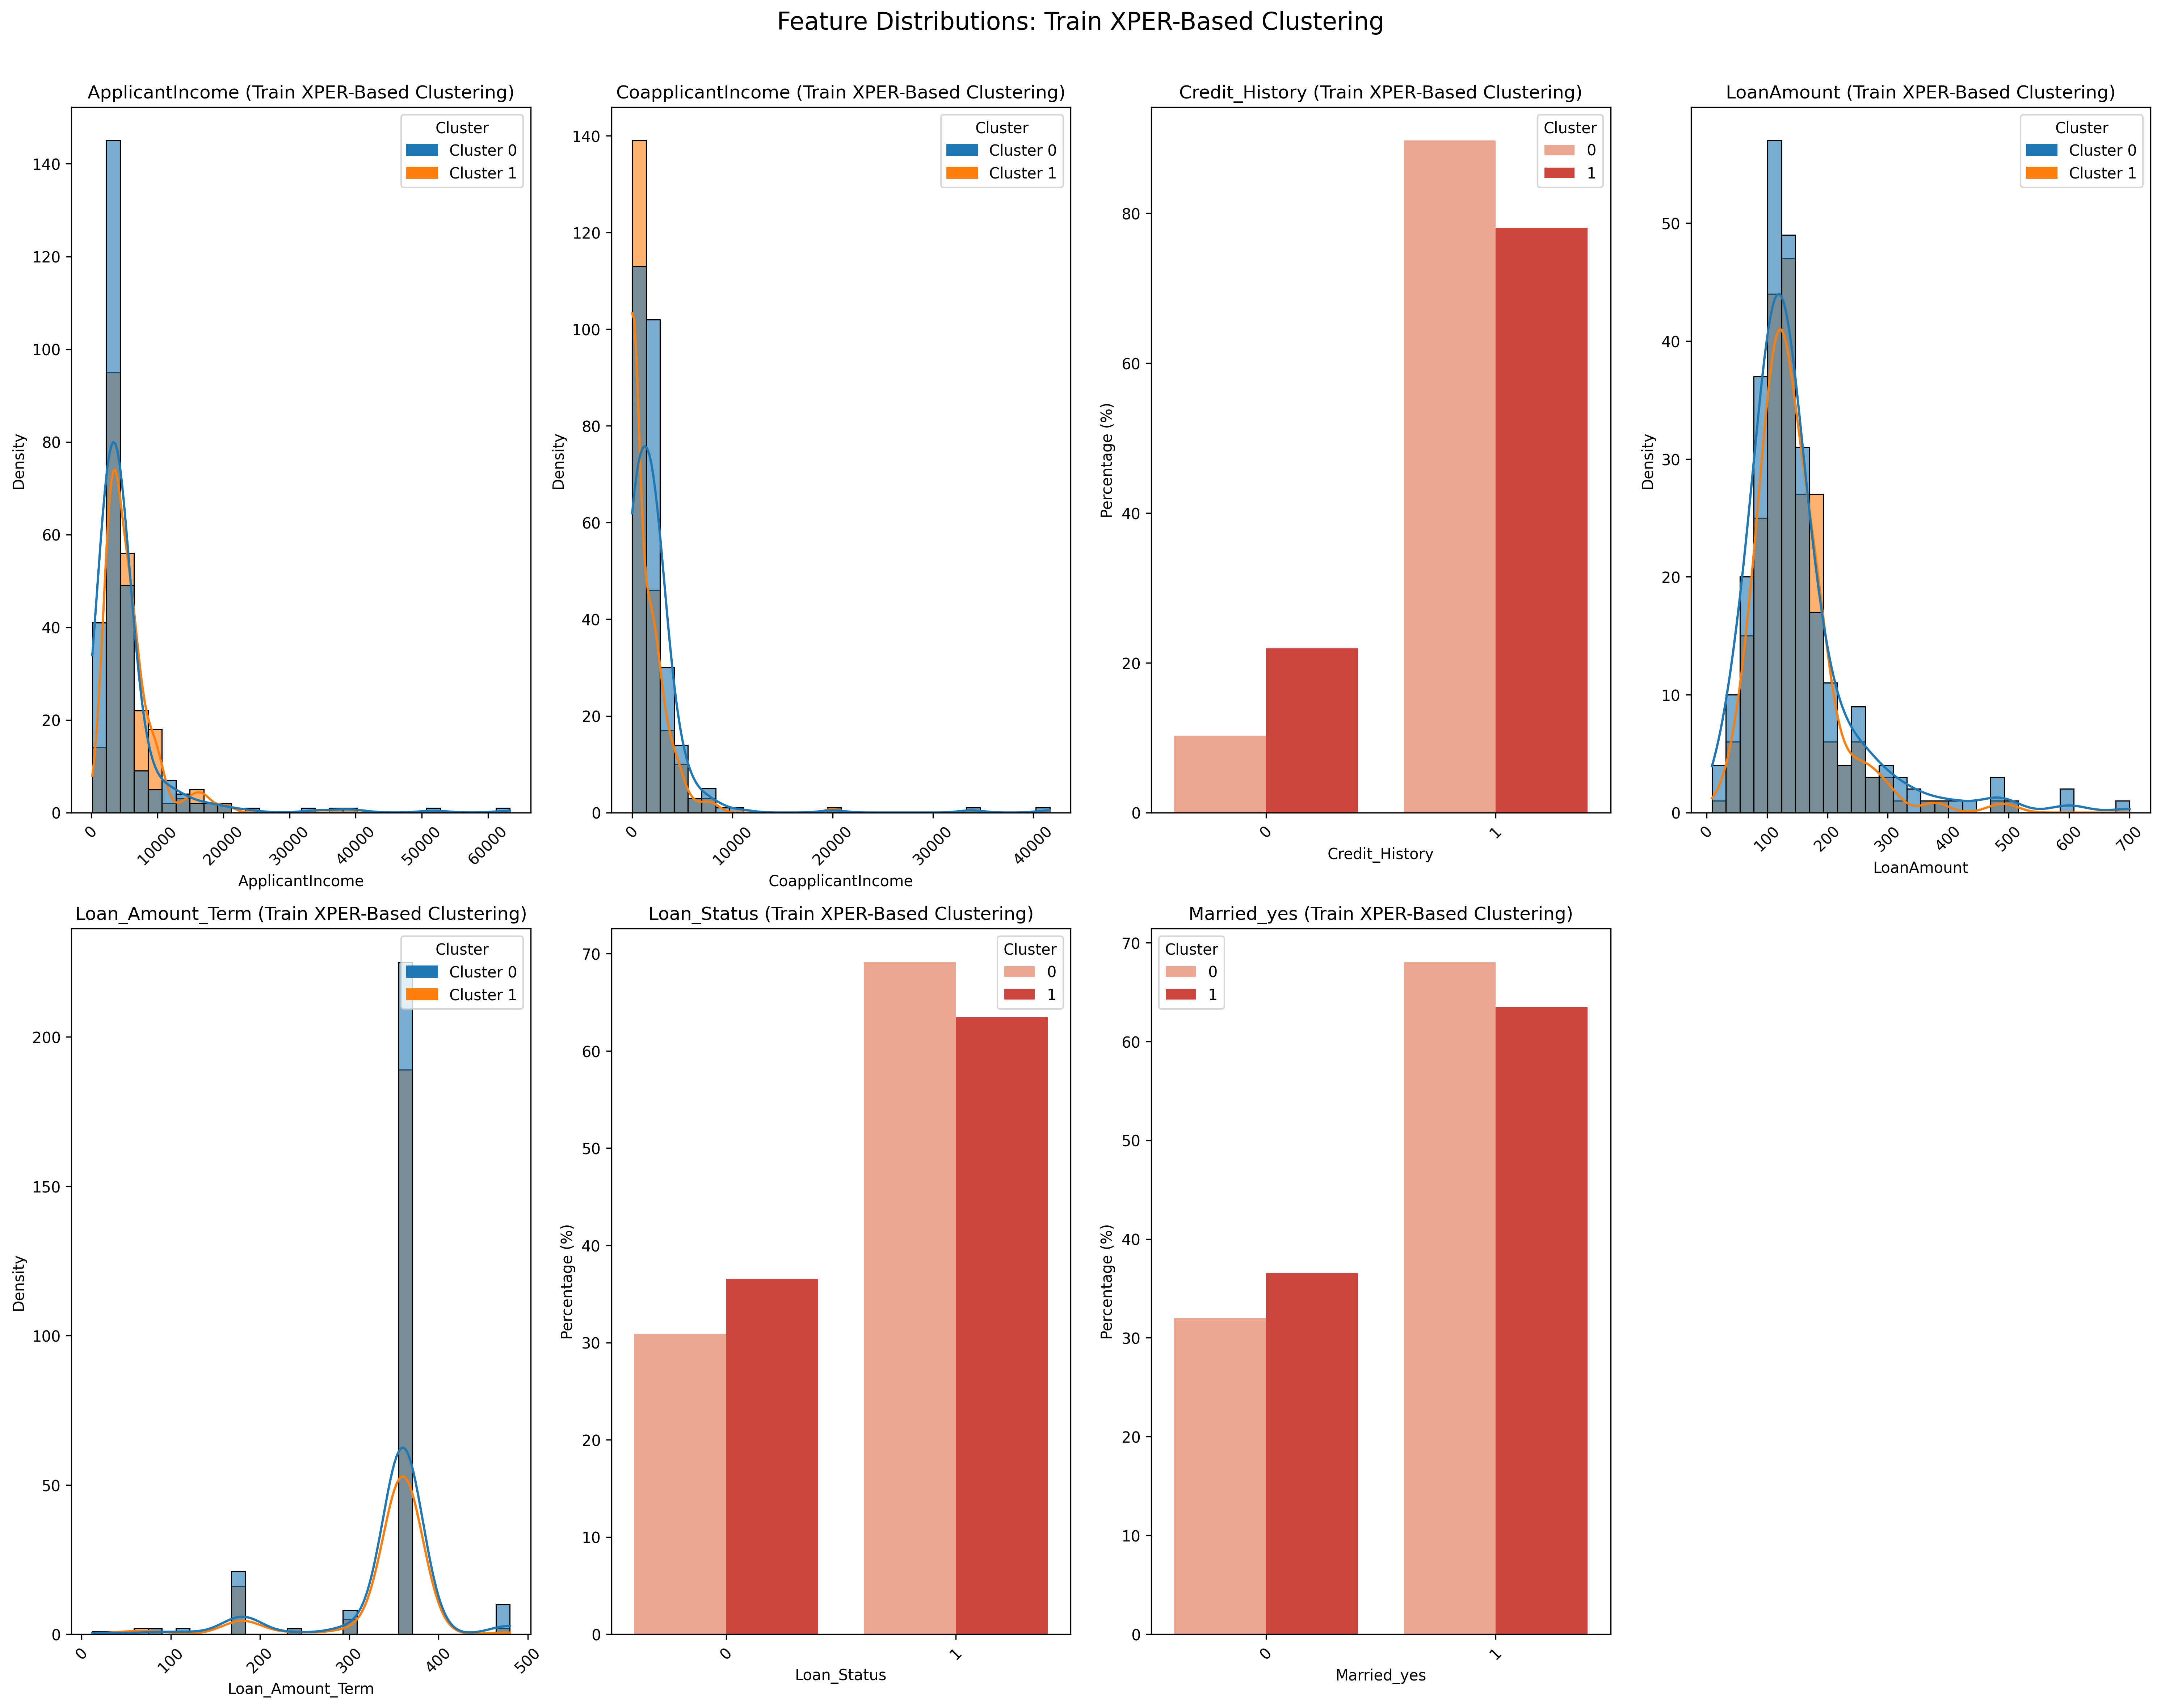 Feature Distributions: Train XPER-Based Clustering
ApplicantIncome (Train XPER-Based Clustering)
Density
140
120
100
80
60
40
20
0
0
10000
20000
30000
40000
50000
60000
ApplicantIncome
Cluster
Cluster 0
Cluster 1
CoapplicantIncome (Train XPER-Based Clustering)
Density
140
120
100
80
60
40
20
0
0
10000
20000
30000
40000
CoapplicantIncome
Cluster
Cluster 0
Cluster 1
Credit_History (Train XPER-Based Clustering)
Percentage (%)
80
60
40
20
0
0
1
Credit_History
Cluster
0
1
LoanAmount (Train XPER-Based Clustering)
Density
50
40
30
20
10
0
0
100
200
300
400
500
600
700
LoanAmount
Cluster
Cluster 0
Cluster 1
Loan_Amount_Term (Train XPER-Based Clustering)
Density
200
150
100
50
0
0
100
200
300
400
500
Loan_Amount_Term
Cluster
Cluster 0
Cluster 1
Loan_Status (Train XPER-Based Clustering)
Percentage (%)
70
60
50
40
30
20
10
0
0
1
Loan_Status
Cluster
0
1
Married_yes (Train XPER-Based Clustering)
Percentage (%)
70
60
50
40
30
20
10
0
0
1
Married_yes
Cluster
0
1